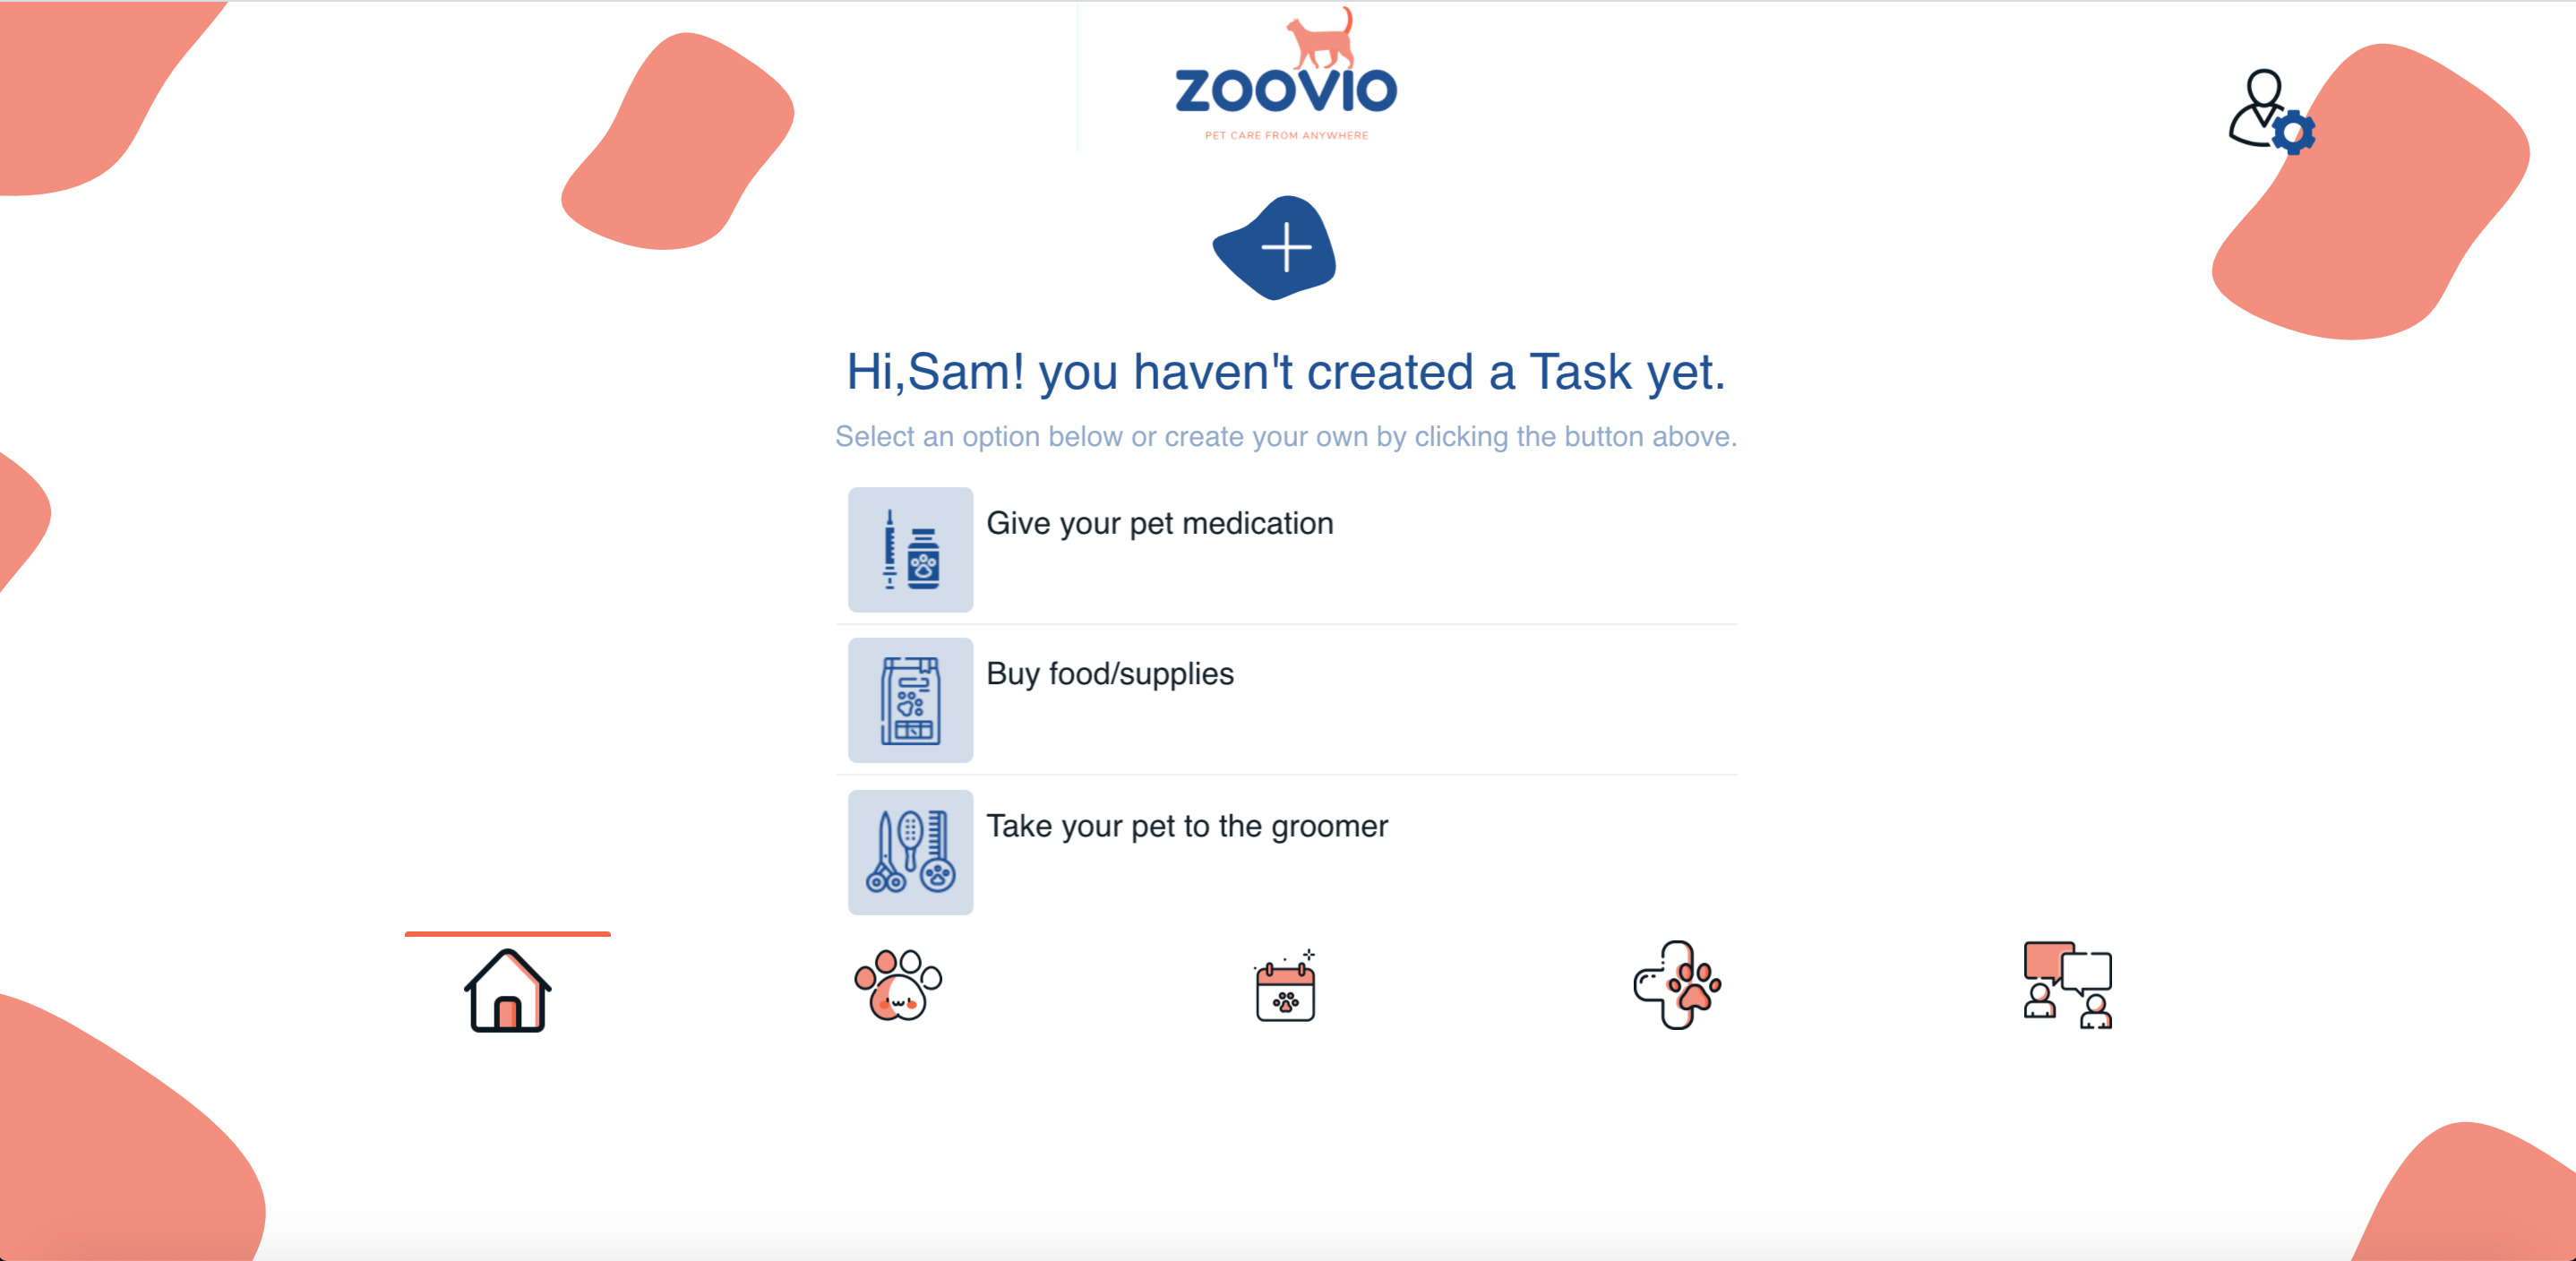 ZOOVIO
PET CARE FROM ANYWHERE
Hi,Sam! you haven't created a Task yet.
Select an option below or create your own by clicking the button above.
Give your pet medication
Buy food/supplies
Take your pet to the groomer